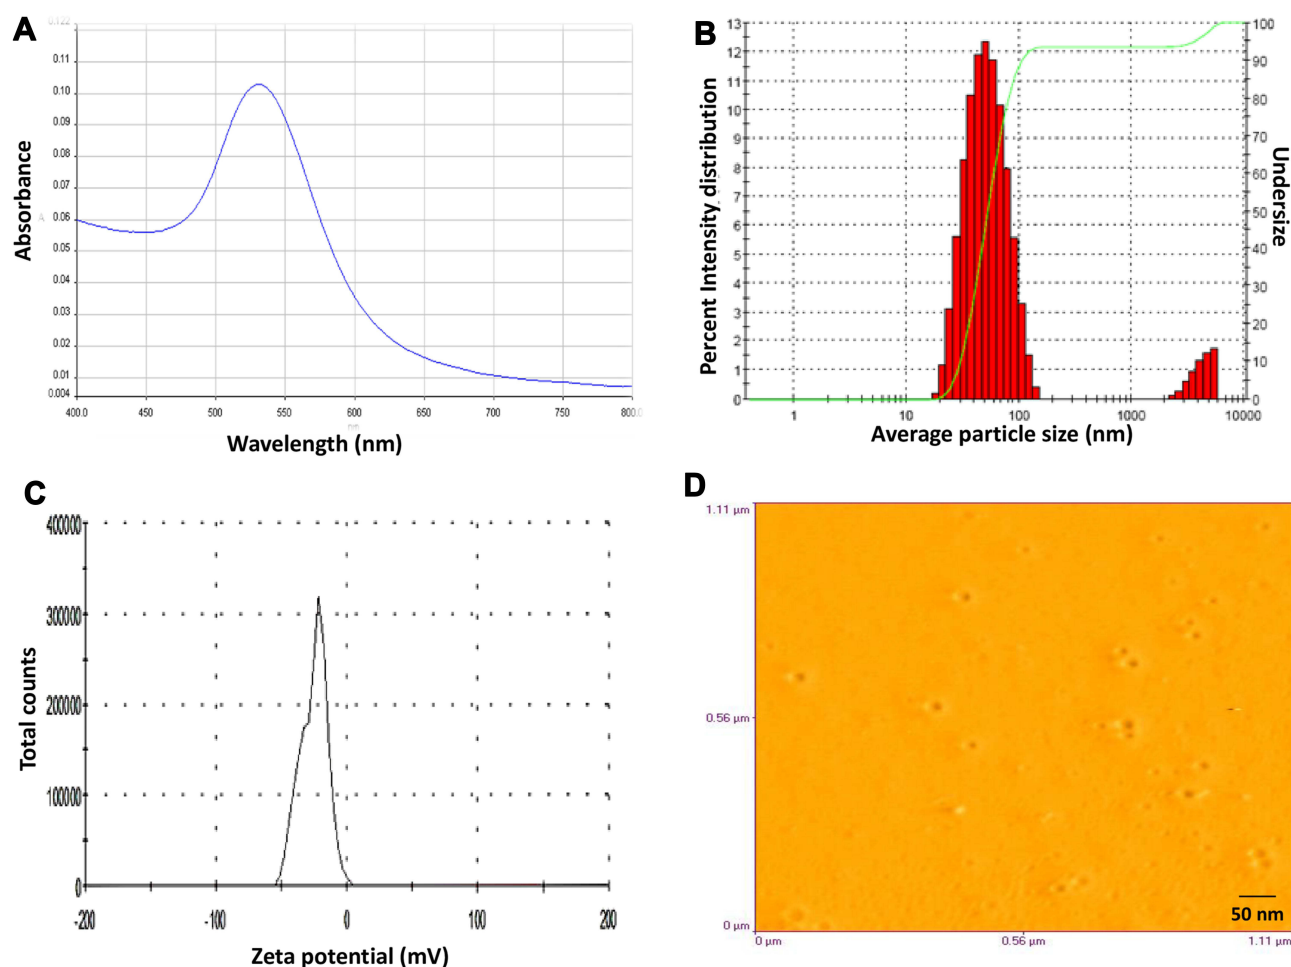 A
0.122
0.11
0.10
0.09
0.08
0.07
0.06
0.05
0.04
0.03
0.02
0.01
0.004
A
Absorbance
400.0 450 500 550 600 650 700 750 800.0
nm
Wavelength (nm)
B
13
12
11
10
9
8
7
6
5
4
3
2
1
0
Percent Intensity distribution
100
90
80
70
60
50
40
30
20
10
0
Undersize
1 10 100 1000 10000
Average particle size (nm)
C
400000
300000
200000
100000
0
Total counts
-200 -100 0 100 200
Zeta potential (mV)
D
1.11 µm
0.56 µm
0 µm
50 nm
0 µm 0.56 µm 1.11 µm